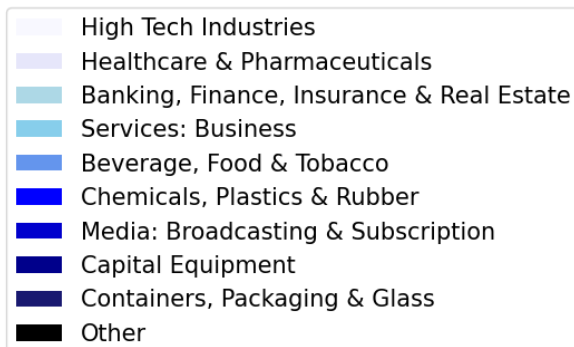 High Tech Industries
Healthcare & Pharmaceuticals
Banking, Finance, Insurance & Real Estate
Services: Business
Beverage, Food & Tobacco
Chemicals, Plastics & Rubber
Media: Broadcasting & Subscription
Capital Equipment
Containers, Packaging & Glass
Other